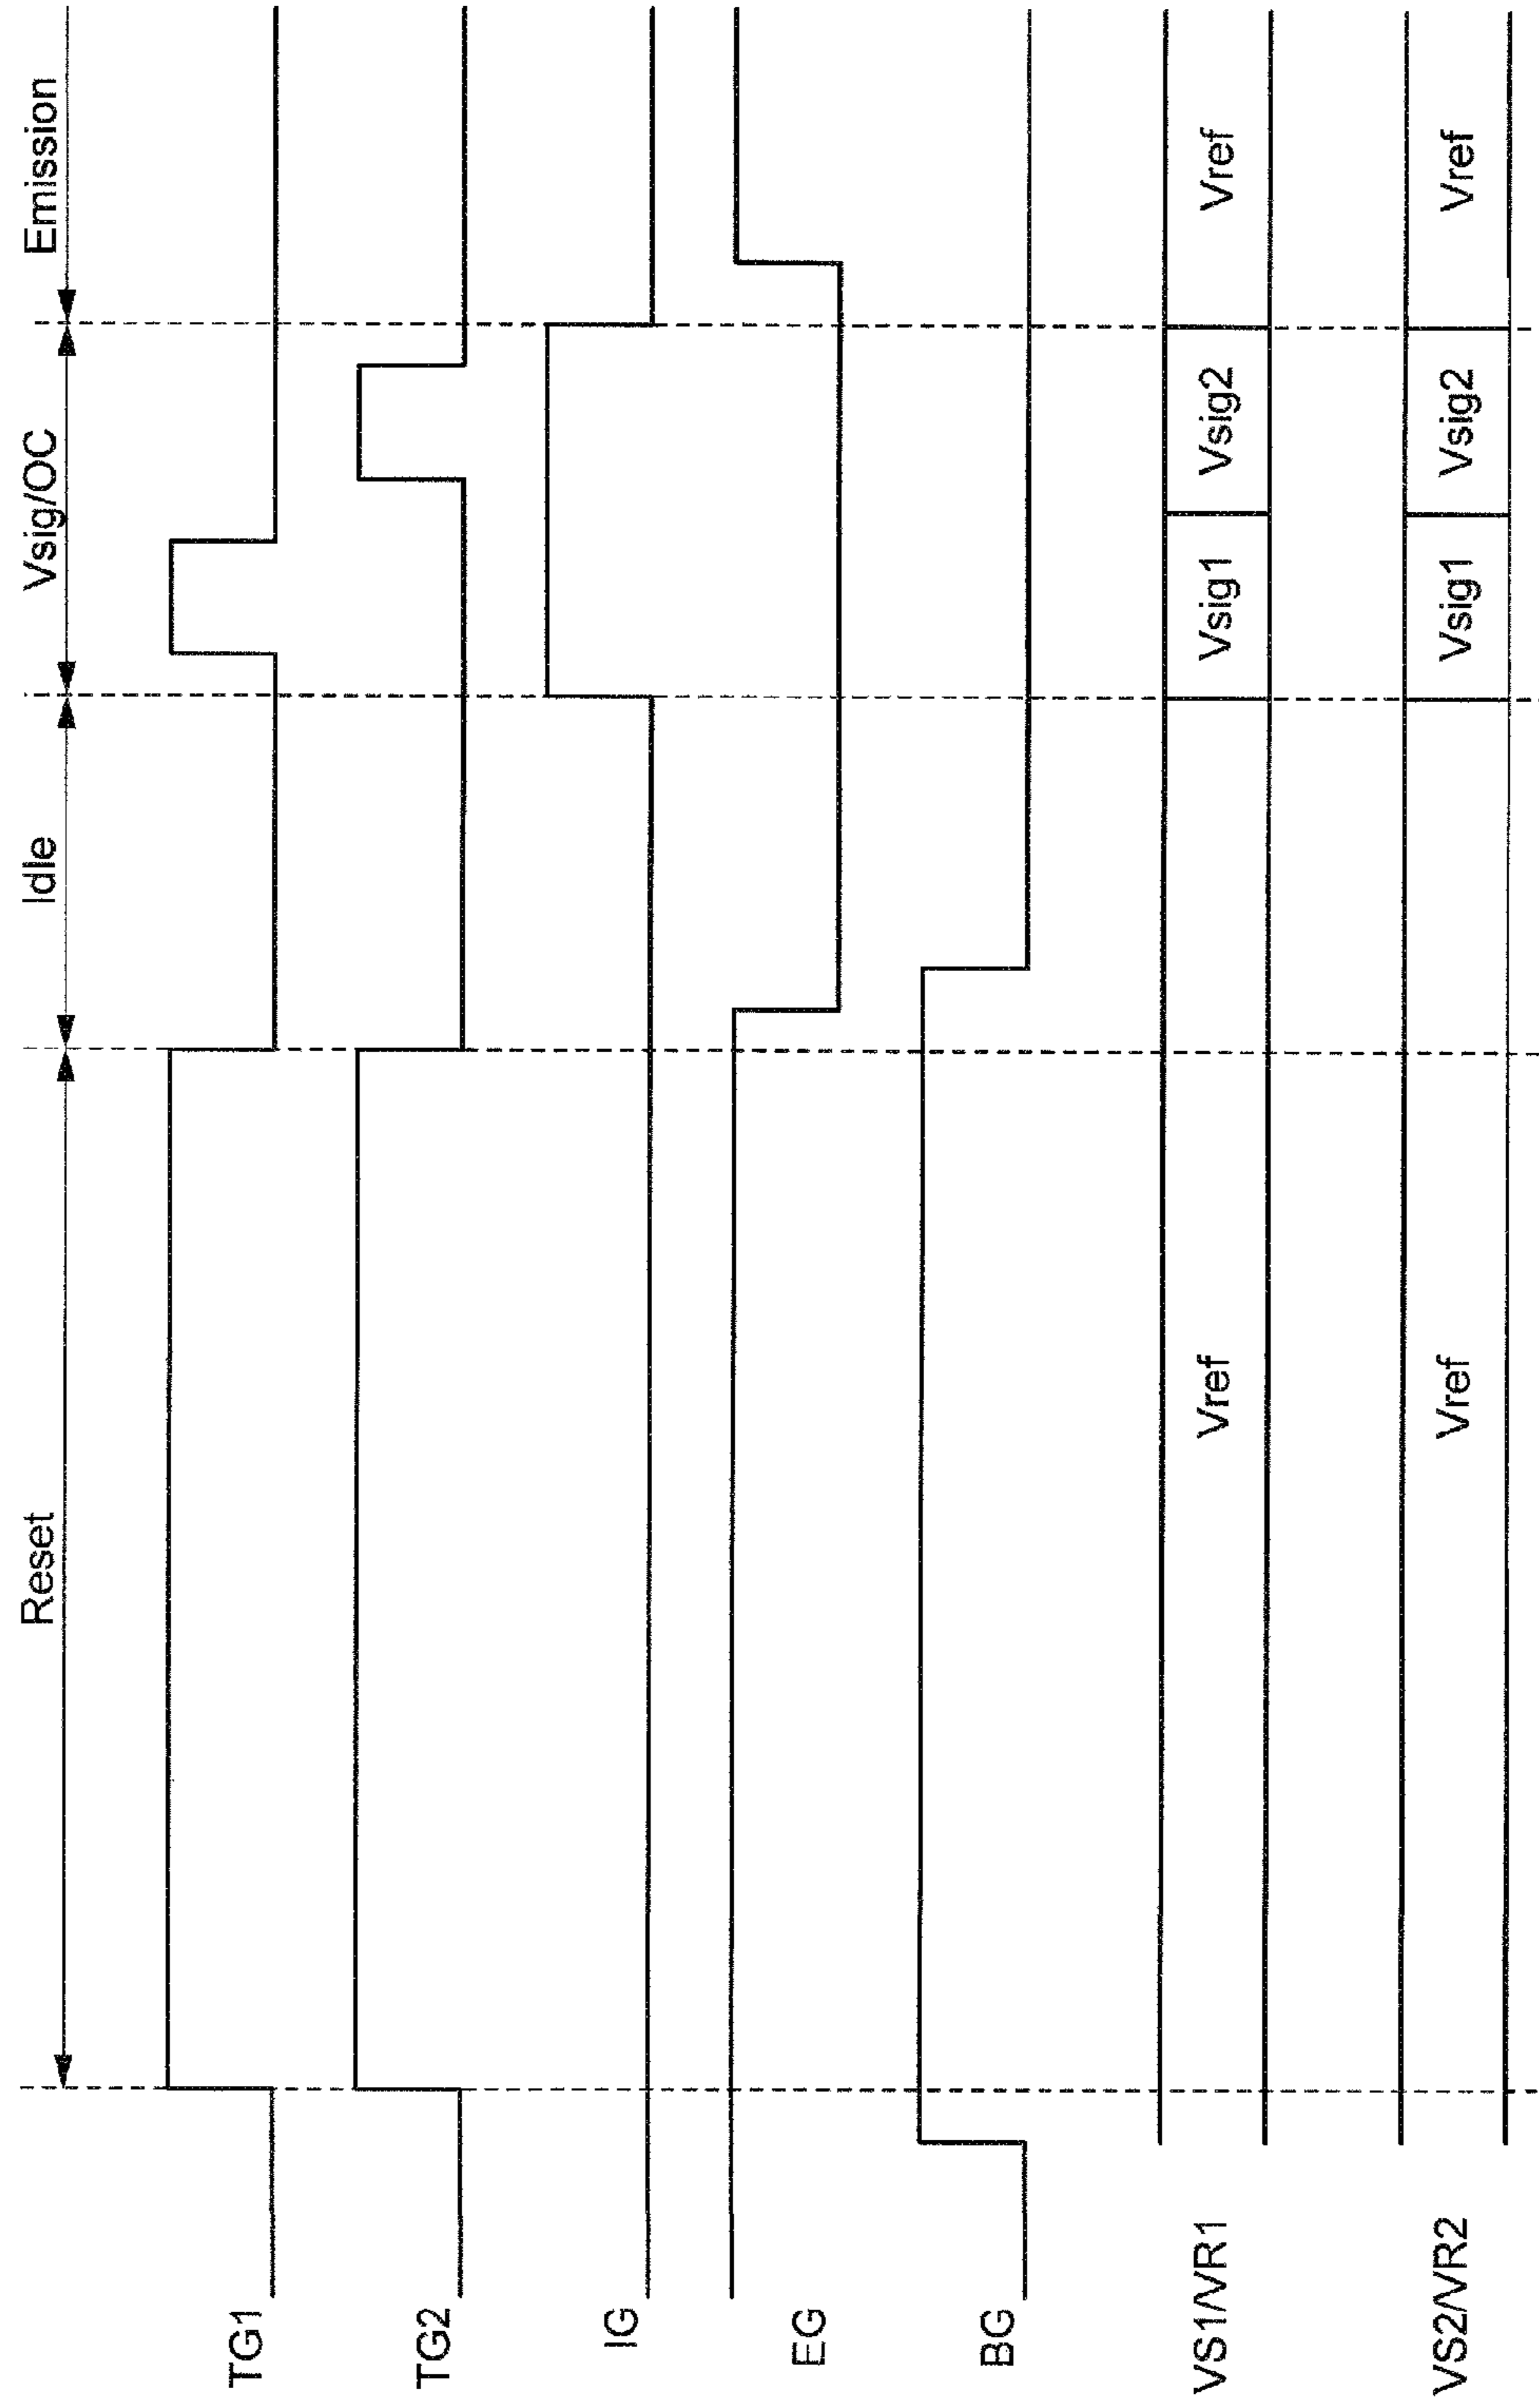 Reset
Idle
Vsig/OC
Emission
TG1
TG2
IG
EG
BG
VS1/VR1
Vref
Vsig1
Vsig2
Vref
VS2/VR2
Vref
Vsig1
Vsig2
Vref